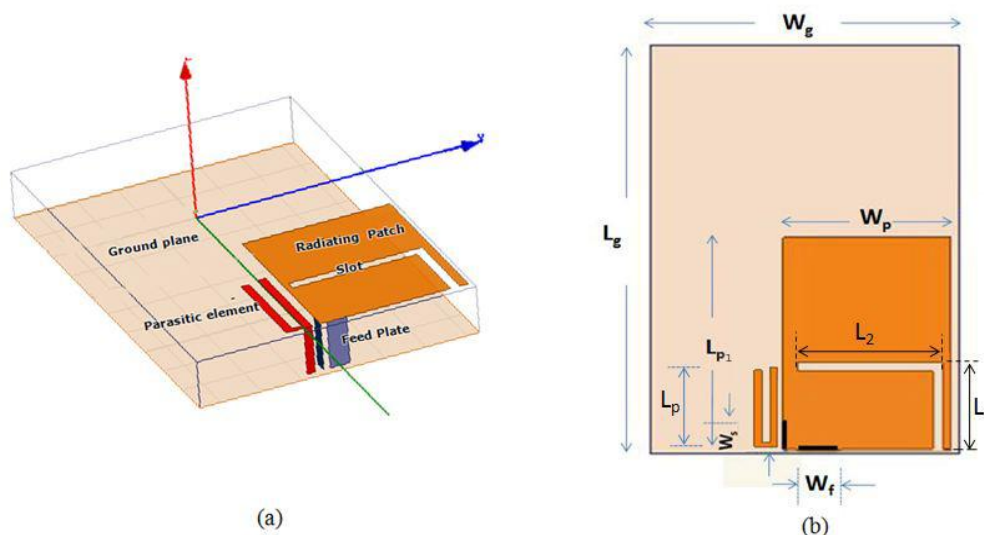 z
y
Ground plane
Radiating Patch
Slot
Parasitic element
Feed Plate
(a)
Wg
Lg
Wp
Lp1
L2
Lp
L
Ws
Wf
(b)